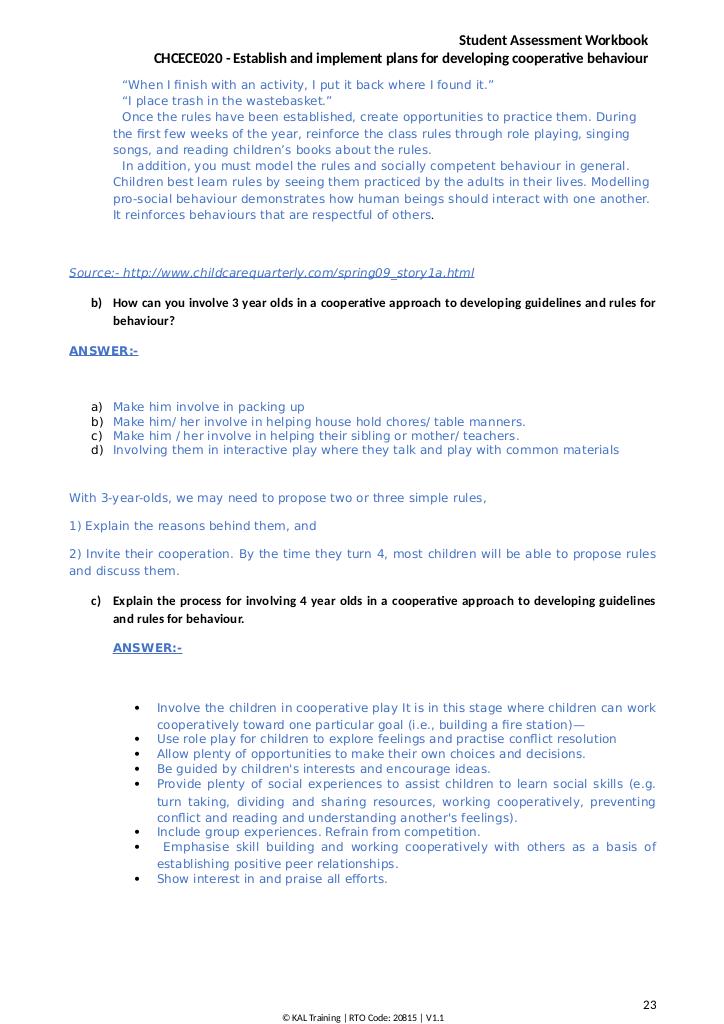 Student Assessment Workbook
CHCECE020 - Establish and implement plans for developing cooperative behaviour
“When I finish with an activity, I put it back where I found it.”
“I place trash in the wastebasket.”
Once the rules have been established, create opportunities to practice them. During
the first few weeks of the year, reinforce the class rules through role playing, singing
songs, and reading children’s books about the rules.
In addition, you must model the rules and socially competent behaviour in general.
Children best learn rules by seeing them practiced by the adults in their lives. Modelling
pro-social behaviour demonstrates how human beings should interact with one another.
It reinforces behaviours that are respectful of others.
Source:- http://www.childcarequarterly.com/spring09_story1a.html
b) How can you involve 3 year olds in a cooperative approach to developing guidelines and rules for
behaviour?
ANSWER:-
a) Make him involve in packing up
b) Make him/ her involve in helping house hold chores/ table manners.
c) Make him / her involve in helping their sibling or mother/ teachers.
d) Involving them in interactive play where they talk and play with common materials
With 3-year-olds, we may need to propose two or three simple rules,
1) Explain the reasons behind them, and
2) Invite their cooperation. By the time they turn 4, most children will be able to propose rules
and discuss them.
c) Explain the process for involving 4 year olds in a cooperative approach to developing guidelines
and rules for behaviour.
ANSWER:-
• Involve the children in cooperative play It is in this stage where children can work
cooperatively toward one particular goal (i.e., building a fire station)—
• Use role play for children to explore feelings and practise conflict resolution
• Allow plenty of opportunities to make their own choices and decisions.
• Be guided by children's interests and encourage ideas.
• Provide plenty of social experiences to assist children to learn social skills (e.g.
turn taking, dividing and sharing resources, working cooperatively, preventing
conflict and reading and understanding another's feelings).
• Include group experiences. Refrain from competition.
• Emphasise skill building and working cooperatively with others as a basis of
establishing positive peer relationships.
• Show interest in and praise all efforts.
23
© KAL Training | RTO Code: 20815 | V1.1